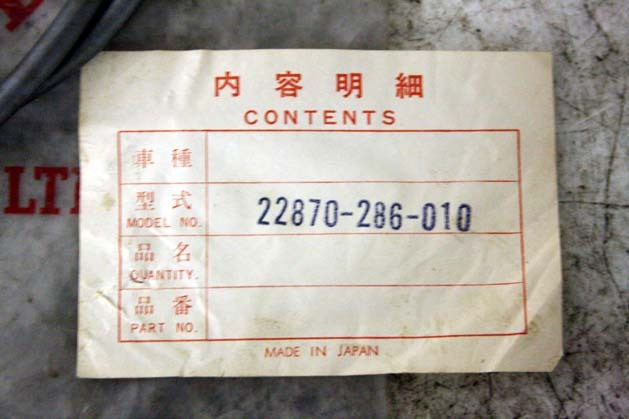 内容明細
CONTENTS
車種
型式
MODEL NO.
22870-286-010
品名
QUANTITY.
品番
PART NO.
MADE IN JAPAN
LT